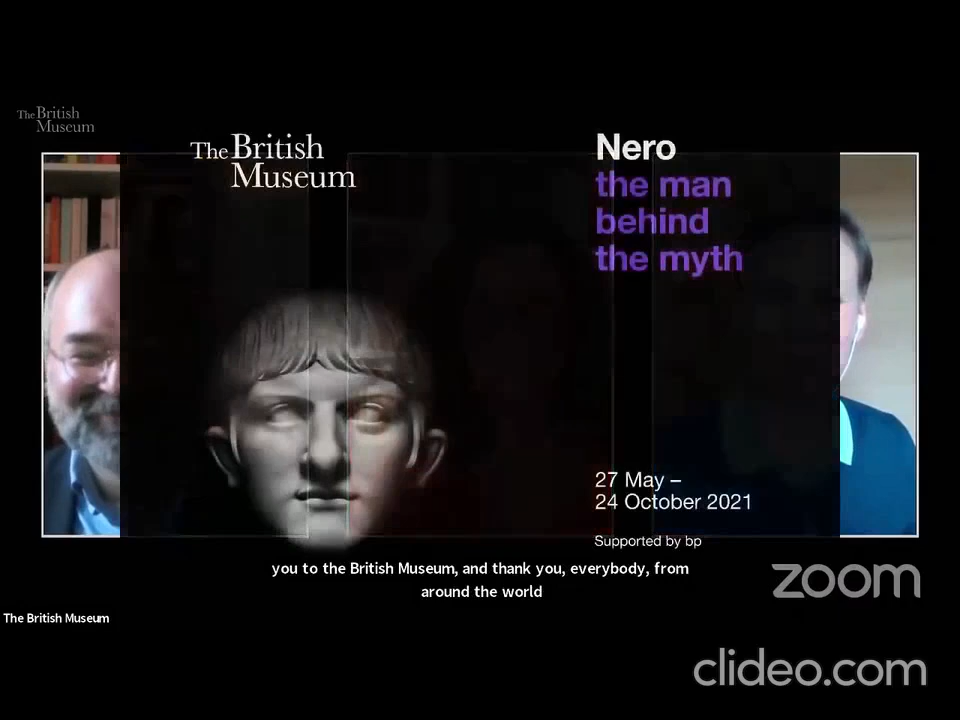 The British
Museum
The British
Museum
Nero
the man
behind
the myth
27 May –
24 October 2021
Supported by bp
you to the British Museum, and thank you, everybody, from
around the world
zoom
The British Museum
clideo.com